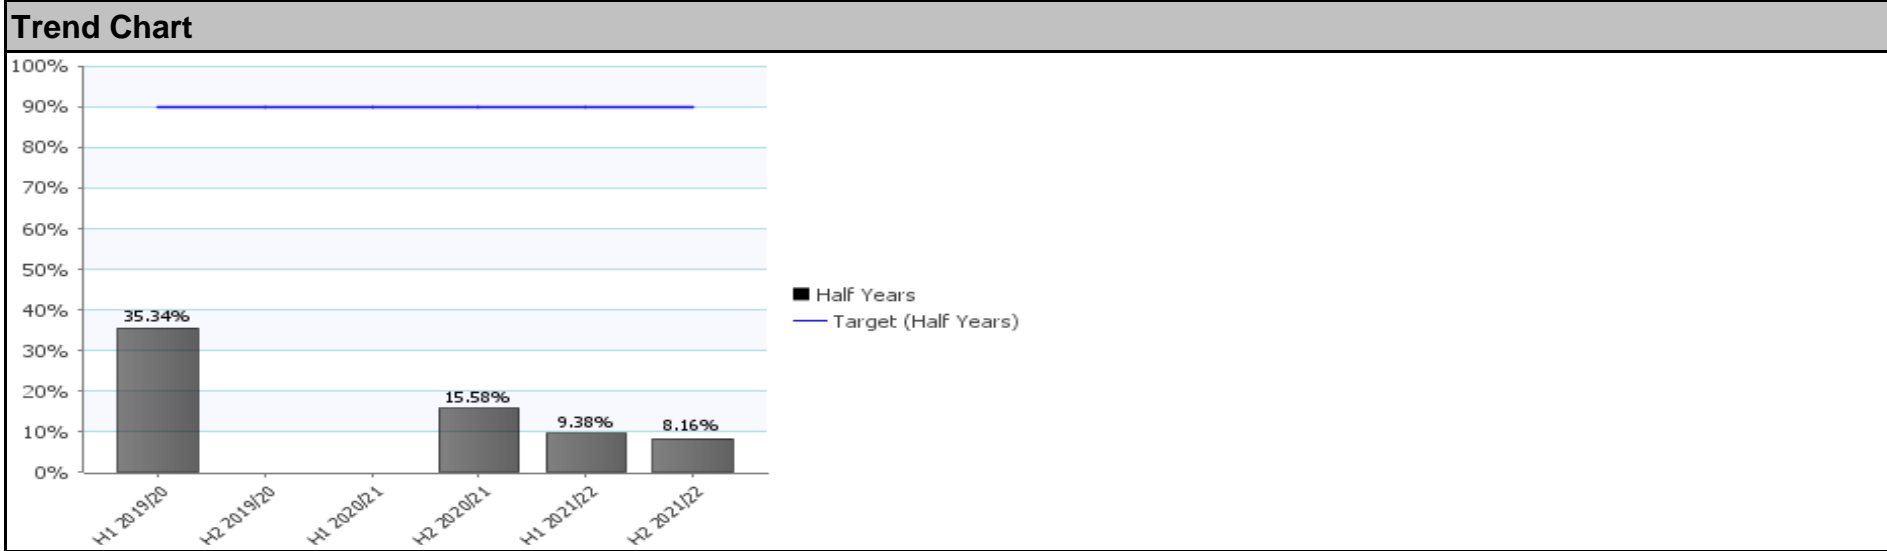 Trend Chart
100%
90%
80%
70%
60%
50%
40%
30%
20%
10%
0%
35.34%
15.58%
9.38%
8.16%
H1 2019/20
H2 2019/20
H1 2020/21
H2 2020/21
H1 2021/22
H2 2021/22
Half Years
Target (Half Years)